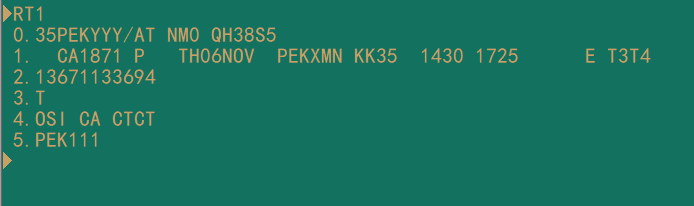 RT1
0.35PEKYYY/AT NMO QH38S5
1. CA1871 P TH06NOV PEKXMN KK35 1430 1725 E T3T4
2.13671133694
3.T
4.OSI CA CTCT
5.PEK111